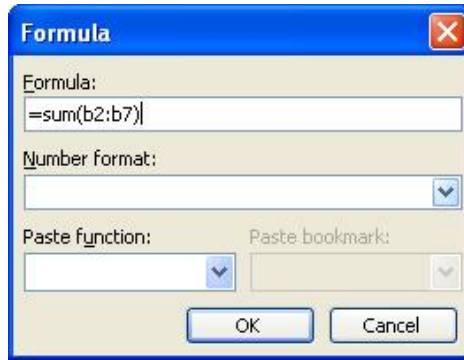 Formula
Formula:
=sum(b2:b7)
Number format:
Paste function:
Paste bookmark:
OK
Cancel